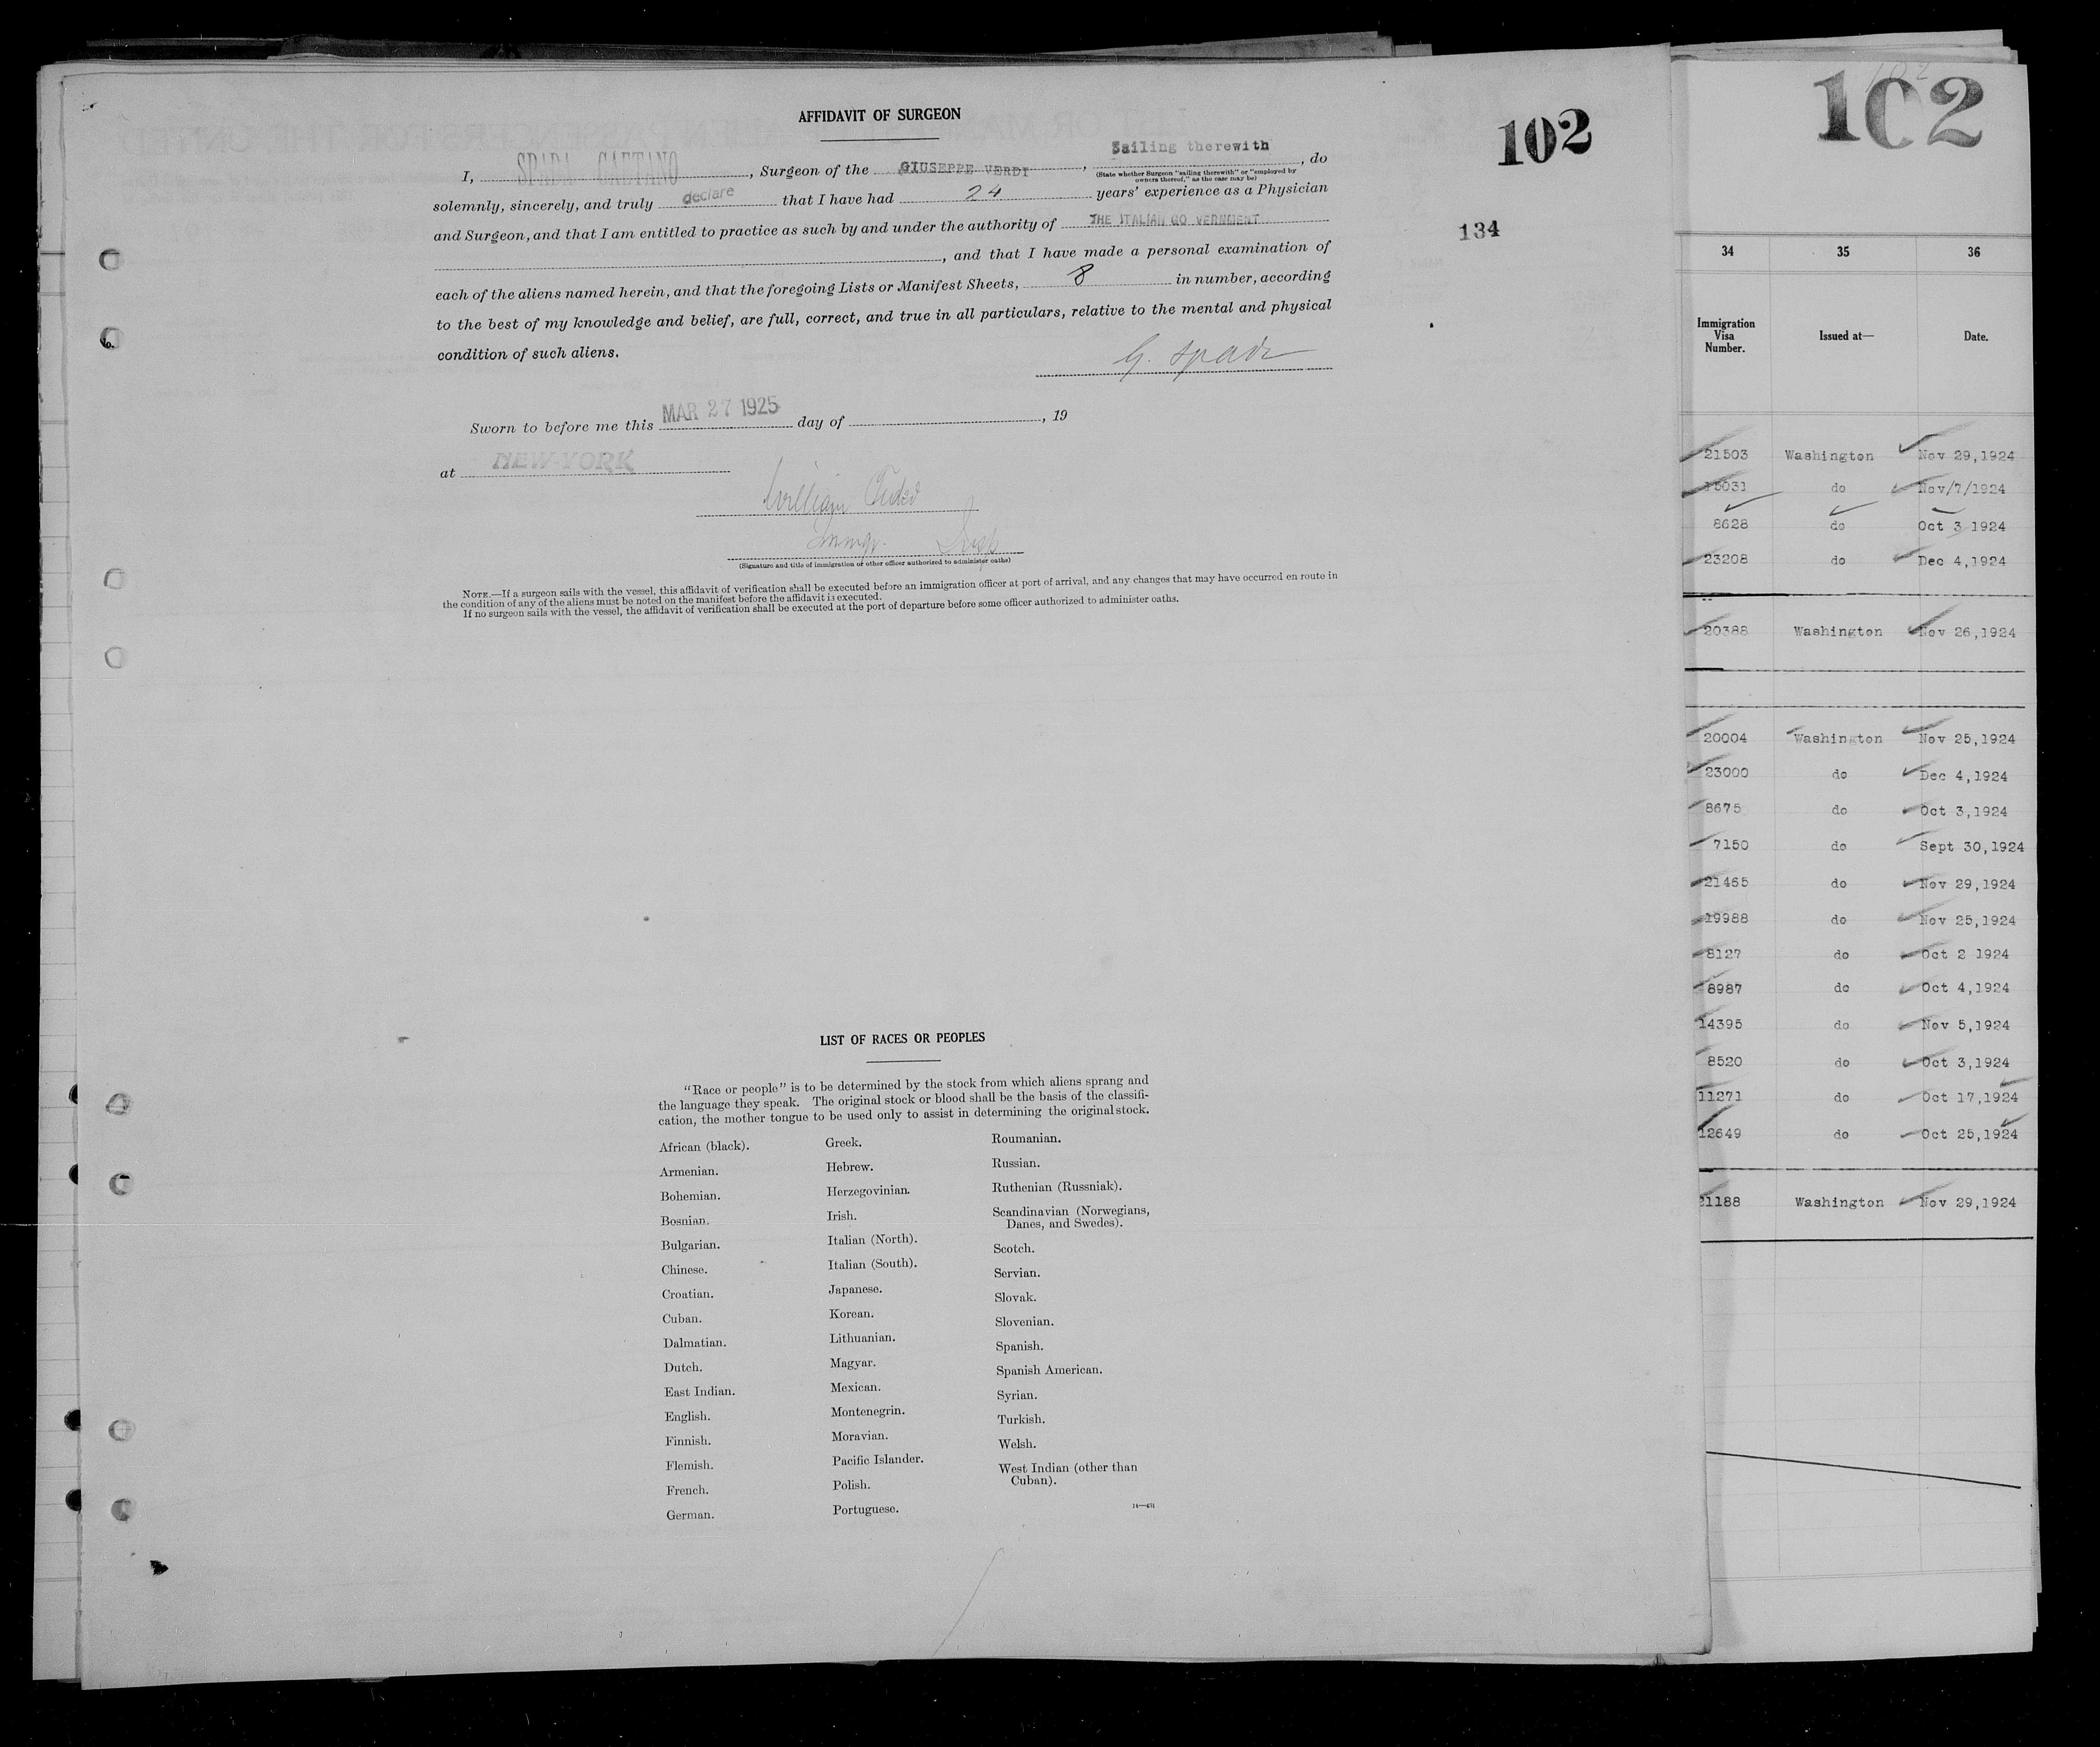 AFFIDAVIT OF SURGEON
102
Sailing therewith
I, SPADA GAETANO, Surgeon of the GIUSEPPE VERDI, , do
(State whether Surgeon "sailing therewith" or "employed by
owners thereof," as the case may be)
solemnly, sincerely, and truly declare that I have had 24 years' experience as a Physician
and Surgeon, and that I am entitled to practice as such by and under the authority of THE ITALIAN GO VERNMENT
134
, and that I have made a personal examination of
each of the aliens named herein, and that the foregoing Lists or Manifest Sheets, 8 in number, according
to the best of my knowledge and belief, are full, correct, and true in all particulars, relative to the mental and physical
condition of such aliens.
G. Spada
Sworn to before me this MAR 27 1925 day of , 19
at NEW-YORK
William
Immgr. Insp
(Signature and title of immigration or other officer authorized to administer oaths)
NOTE.—If a surgeon sails with the vessel, this affidavit of verification shall be executed before an immigration officer at port of arrival, and any changes that may have occurred en route in
the condition of any of the aliens must be noted on the manifest before the affidavit is executed.
If no surgeon sails with the vessel, the affidavit of verification shall be executed at the port of departure before some officer authorized to administer oaths.
LIST OF RACES OR PEOPLES
"Race or people" is to be determined by the stock from which aliens sprang and
the language they speak. The original stock or blood shall be the basis of the classifi-
cation, the mother tongue to be used only to assist in determining the original stock.
African (black).
Armenian.
Bohemian.
Bosnian.
Bulgarian.
Chinese.
Croatian.
Cuban.
Dalmatian.
Dutch.
East Indian.
English.
Finnish.
Flemish.
French.
German.
Greek.
Hebrew.
Herzegovinian.
Irish.
Italian (North).
Italian (South).
Japanese.
Korean.
Lithuanian.
Magyar.
Mexican.
Montenegrin.
Moravian.
Pacific Islander.
Polish.
Portuguese.
Roumanian.
Russian.
Ruthenian (Russniak).
Scandinavian (Norwegians,
Danes, and Swedes).
Scotch.
Servian.
Slovak.
Slovenian.
Spanish.
Spanish American.
Syrian.
Turkish.
Welsh.
West Indian (other than
Cuban).
102
102
34 35 36
Immigration
Visa
Number.
Issued at—
Date.
21503 Washington Nov 29,1924
15031 do Nov/7/1924
8628 do Oct 3 1924
23208 do Dec 4,1924
20388 Washington Nov 26,1924
20004 Washington Nov 25,1924
23000 do Dec 4,1924
8675 do Oct 3,1924
7150 do Sept 30,1924
21465 do Nov 29,1924
19988 do Nov 25,1924
8127 do Oct 2 1924
8987 do Oct 4,1924
14395 do Nov 5,1924
8520 do Oct 3,1924
11271 do Oct 17,1924
12649 do Oct 25,1924
21188 Washington Nov 29,1924